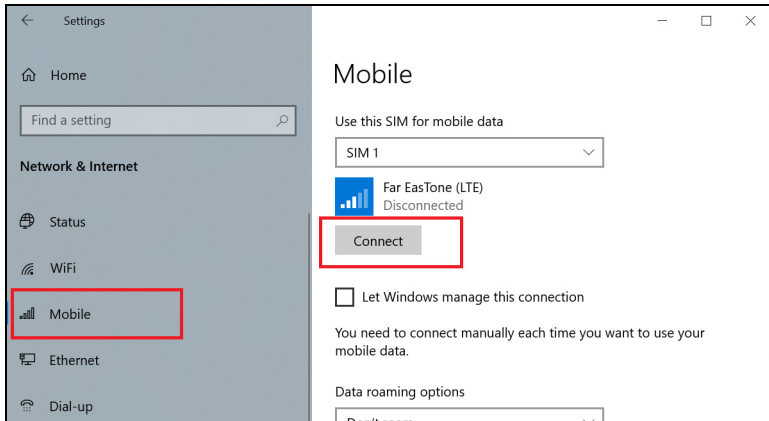 Settings
Home
Find a setting
Network & Internet
Status
WiFi
Mobile
Ethernet
Dial-up
Mobile
Use this SIM for mobile data
SIM 1
Far EasTone (LTE)
Disconnected
Connect
Let Windows manage this connection
You need to connect manually each time you want to use your
mobile data.
Data roaming options